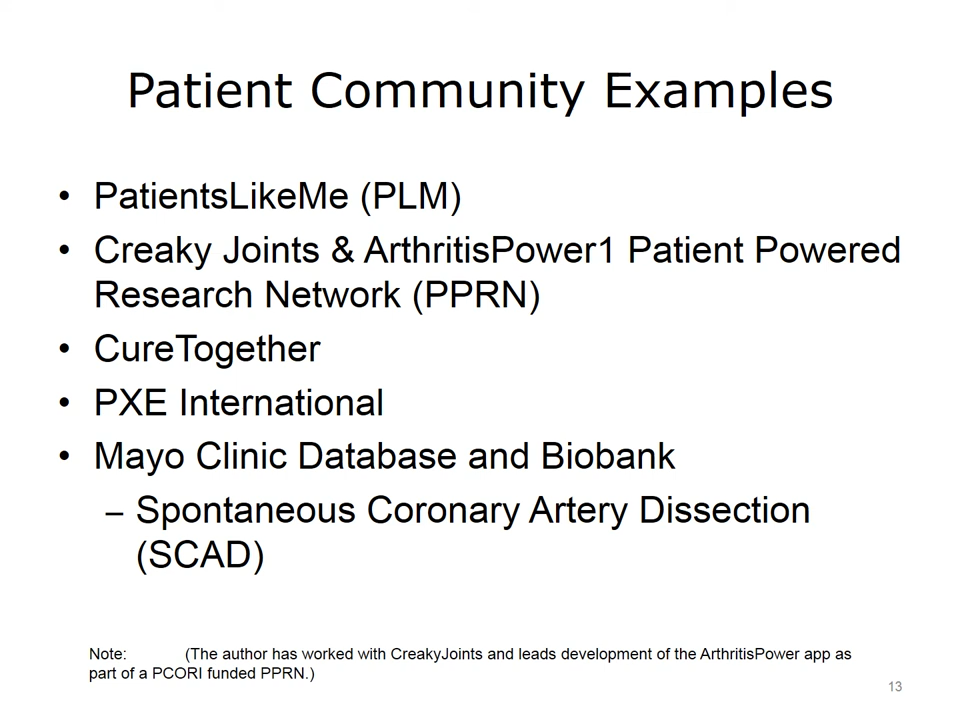 Patient Community Examples
• PatientsLikeMe (PLM)
• Creaky Joints & ArthritisPower1 Patient Powered
Research Network (PPRN)
• CureTogether
• PXE International
• Mayo Clinic Database and Biobank
– Spontaneous Coronary Artery Dissection
(SCAD)
Note: (The author has worked with CreakyJoints and leads development of the ArthritisPower app as
part of a PCORI funded PPRN.)
13